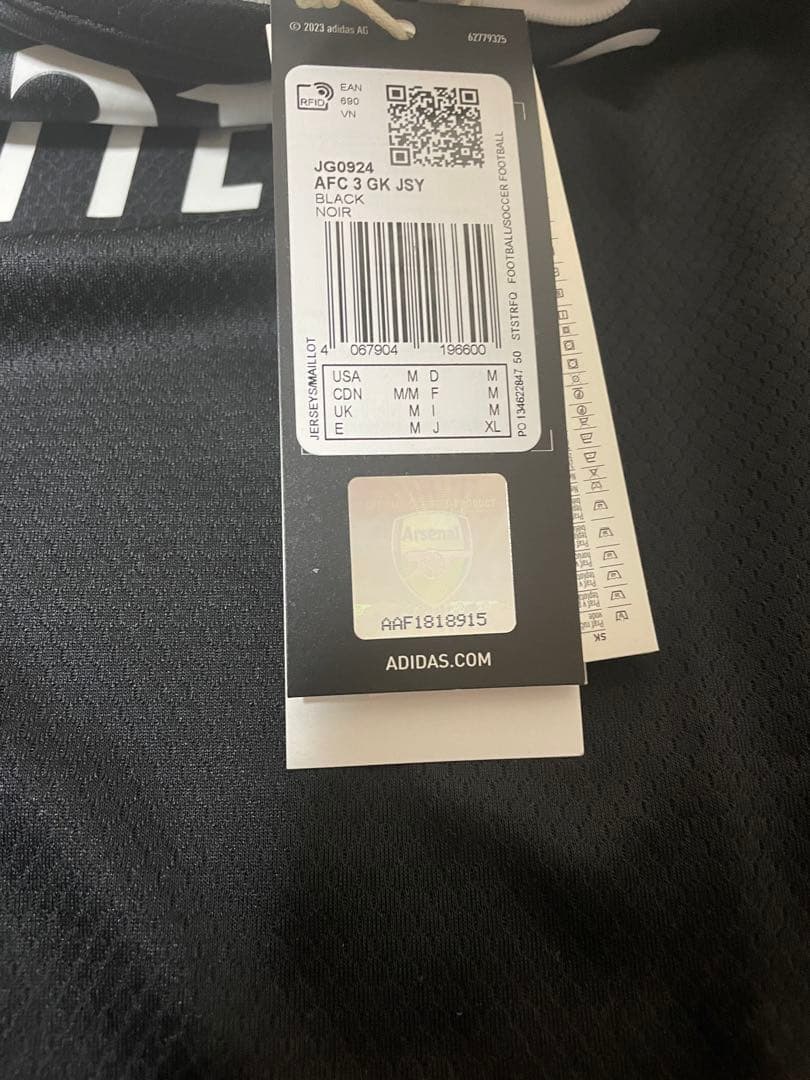 © 2023 adidas AG
62779325
RFID
EAN
690
VN
JG0924
AFC 3 GK JSY
BLACK
NOIR
4 067904 196600
JERSEYS/MAILLOT
PO 134622847 50 STSTRFQ FOOTBALL/SOCCER FOOTBALL
USA M D M
CDN M/M F M
UK M I M
E M J XL
Arsenal
AAF1818915
ADIDAS.COM
SK